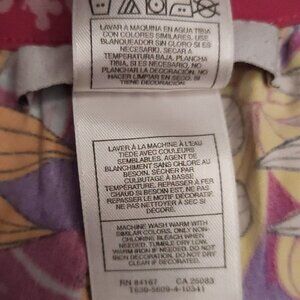 LAVAR A MAQUINA EN AGUA TIBIA
CON COLORES SIMILARES. USE
BLANQUEADOR SIN CLORO SI ES
NECESARIO. SECAR A
TEMPERATURA BAJA. PLANCHA
TIBIA, SI ES NECESARIO. NO
PLANCHAR LA DECORACIÓN. NO
HACER LIMPIAR EN SECO, SI
TIENE DECORACIÓN.
LAVER À LA MACHINE À L'EAU
TIÈDE AVEC COULEURS
SEMBLABLES. AGENT DE
BLANCHIMENT SANS CHLORE AU
BESOIN, SÉCHER PAR
CULBUTAGE À BASSE
TEMPÉRATURE. REPASSER À FER
CHAUD SI NÉCESSAIRE. NE PAS
REPASSER LE MOTIF DÉCORATIF.
NE PAS NETTOYER À SEC SI
DÉCORÉ.
MACHINE WASH WARM WITH
SIMILAR COLORS, ONLY NON-
CHLORINE BLEACH WHEN
NEEDED. TUMBLE DRY LOW.
WARM IRON IF NEEDED. DO NOT
IRON DECORATION. DO NOT DRY
CLEAN IF DECORATED.
RN 84167 CA 25083
T630-5609-4-10341